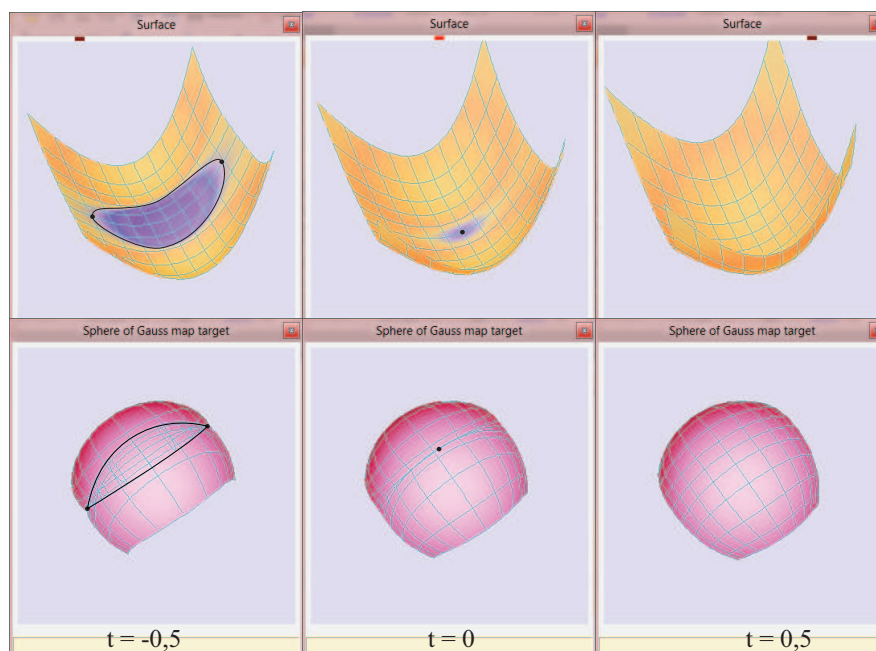 Surface
Surface
Surface
Sphere of Gauss map target
Sphere of Gauss map target
Sphere of Gauss map target
t = -0,5
t = 0
t = 0,5